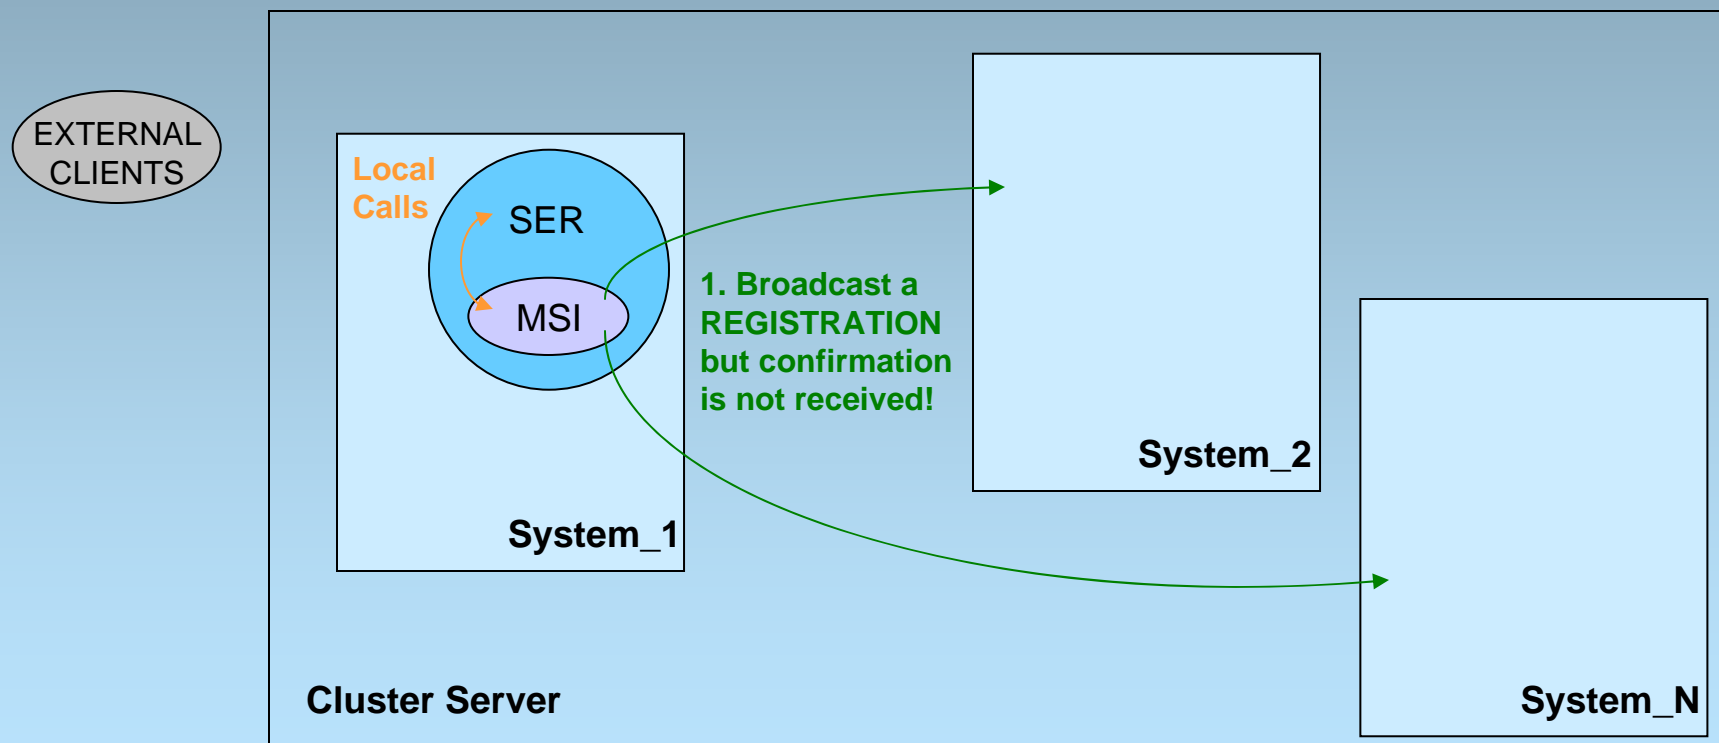 EXTERNAL
CLIENTS
Local
Calls
SER
MSI
System_1
1. Broadcast a
REGISTRATION
but confirmation
is not received!
System_2
System_N
Cluster Server